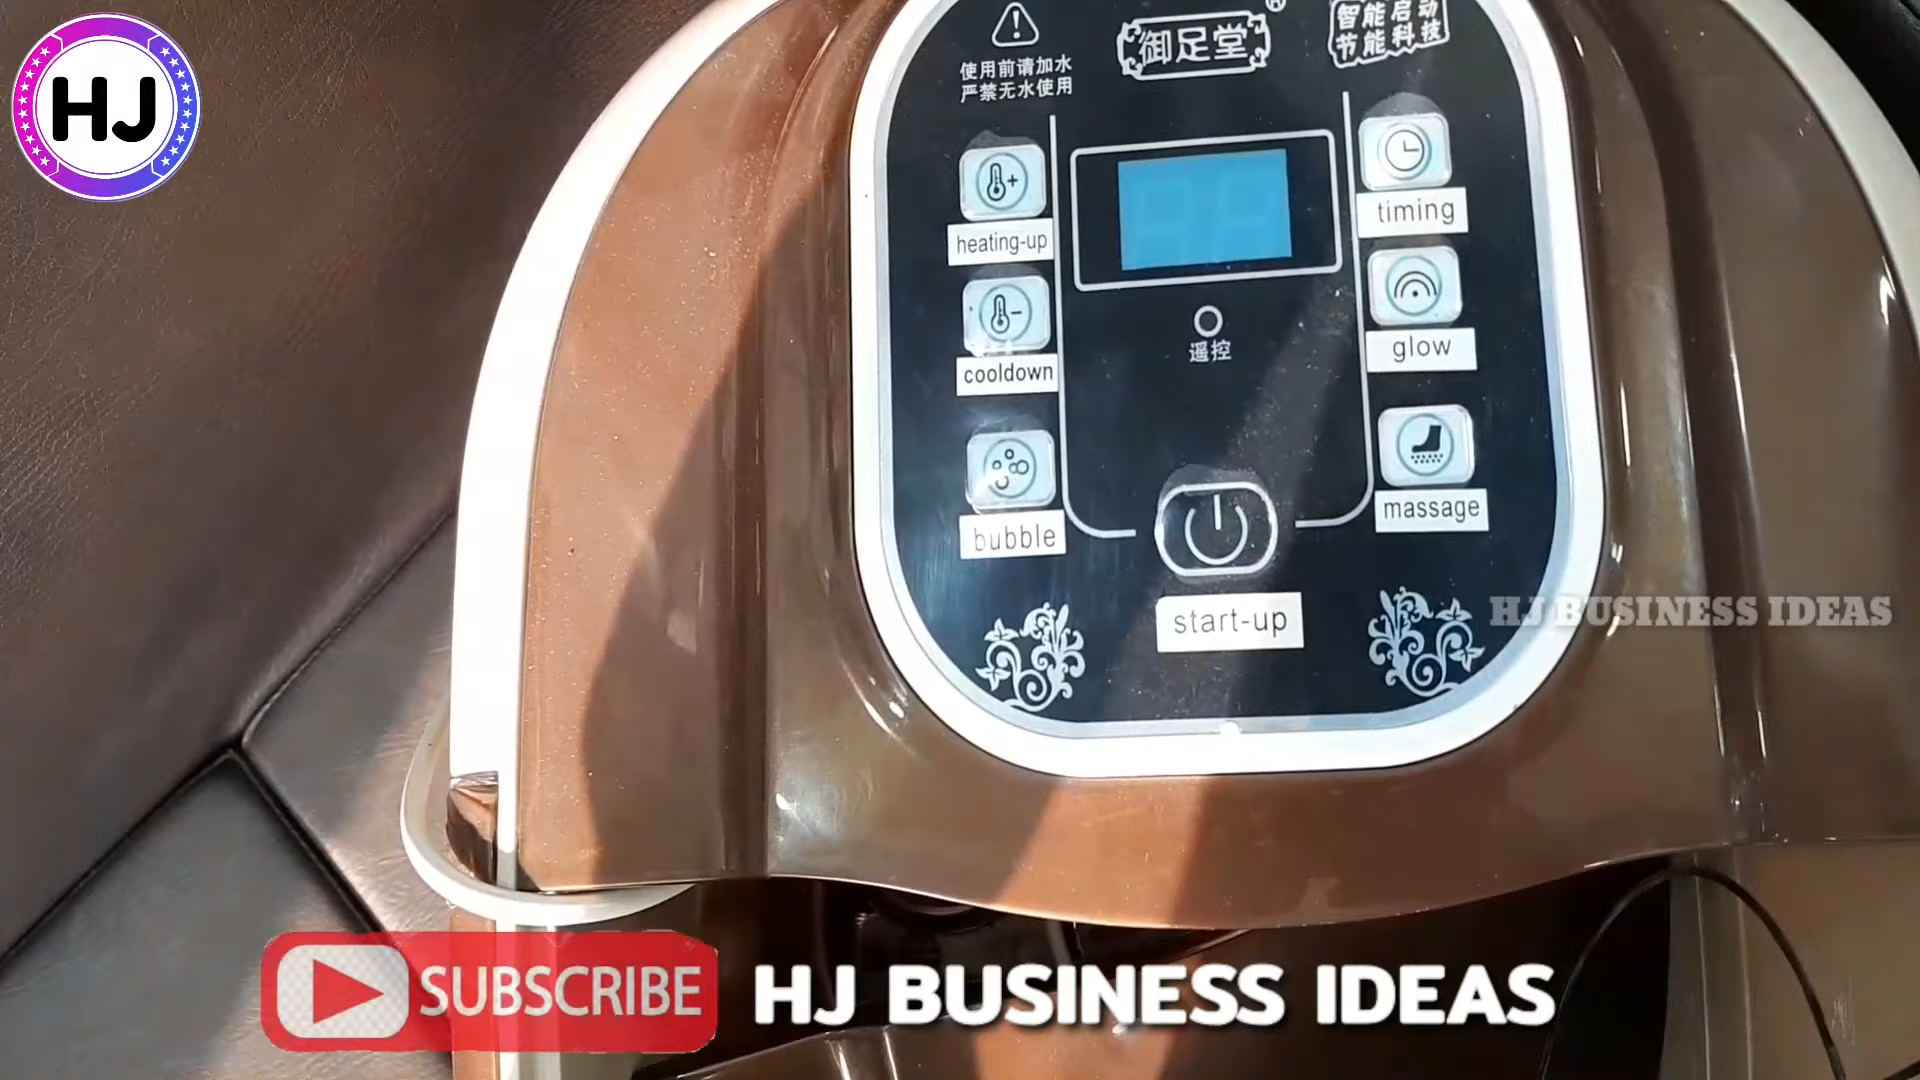 HJ
使用前请加水
严禁无水使用
御足堂
智能启动
节能科技
heating-up
timing
cooldown
遥控
glow
bubble
massage
start-up
HJ BUSINESS IDEAS
SUBSCRIBE
HJ BUSINESS IDEAS